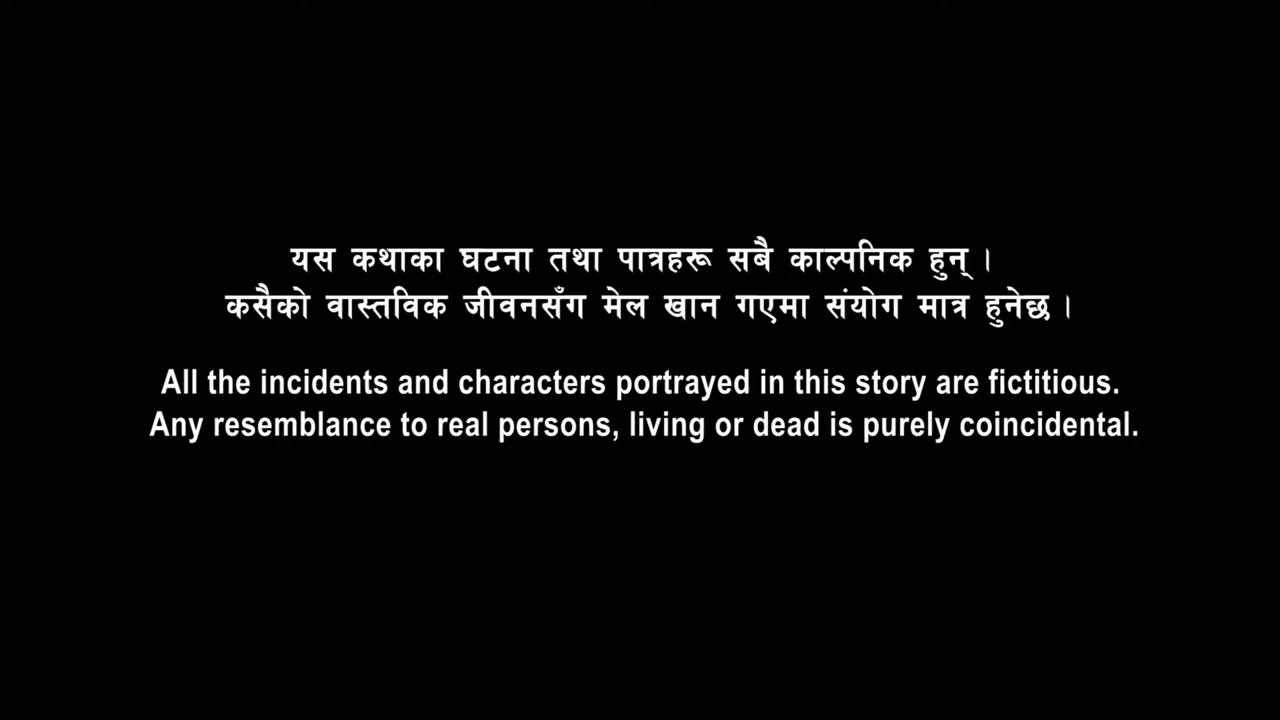 यस कथाका घटना तथा पात्रहरू सबै काल्पनिक हुन् ।
कसैको वास्तविक जीवनसँग मेल खान गएमा संयोग मात्र हुनेछ ।
All the incidents and characters portrayed in this story are fictitious.
Any resemblance to real persons, living or dead is purely coincidental.